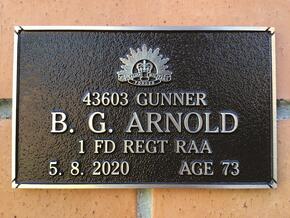 43603 GUNNER
B. G. ARNOLD
1 FD REGT RAA
5. 8. 2020 AGE 73